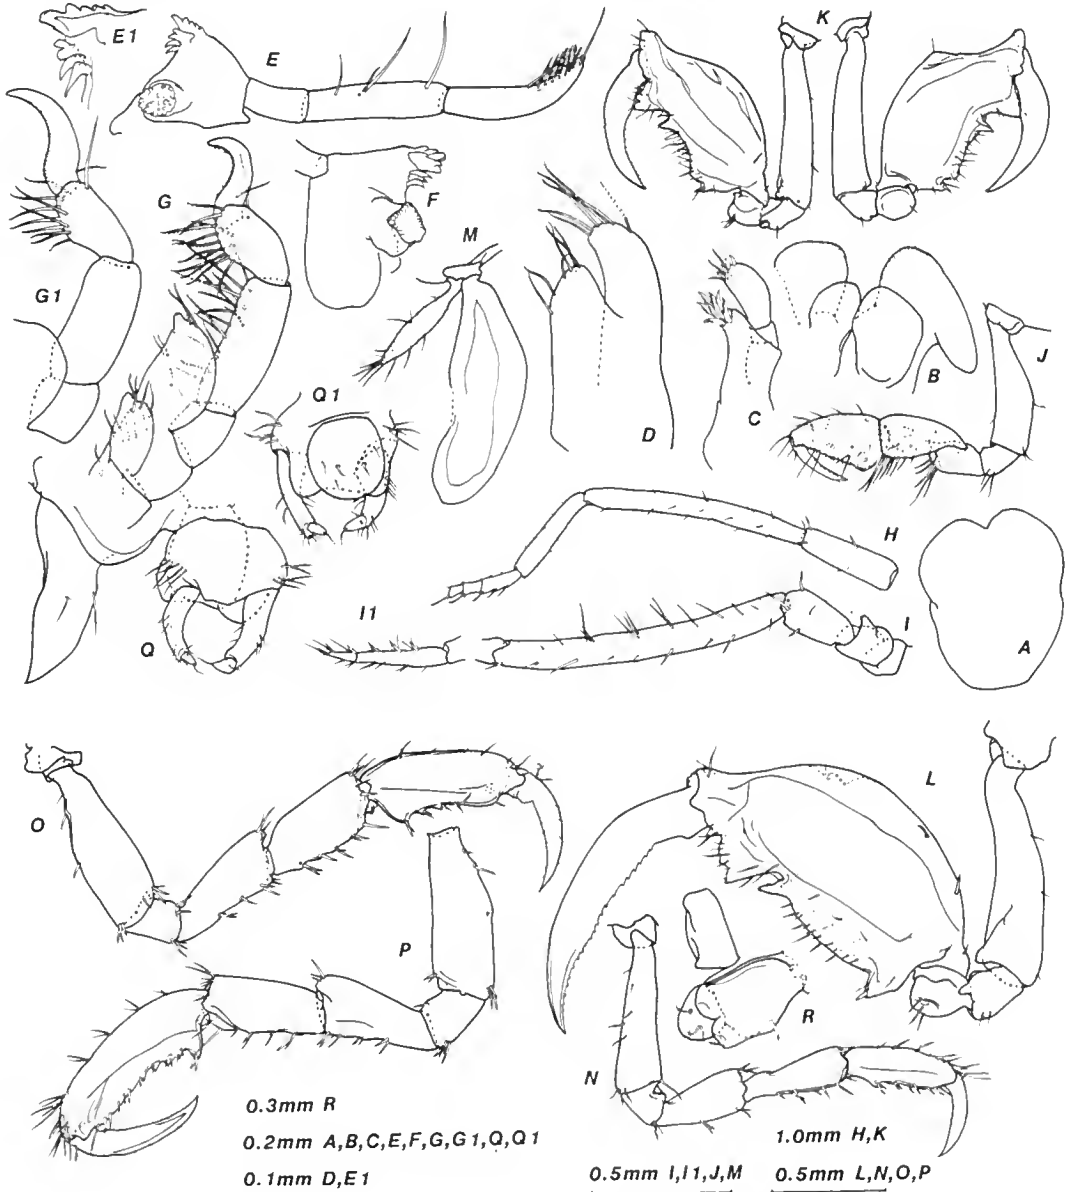 E1
E
K
G
F
M
G1
Q1
D
C
B
J
H
I1
I
A
Q
O
L
P
R
N
0.3mm R
0.2mm A,B,C,E,F,G,G1,Q,Q1
0.1mm D,E1
1.0mm H,K
0.5mm I,I1,J,M
0.5mm L,N,O,P